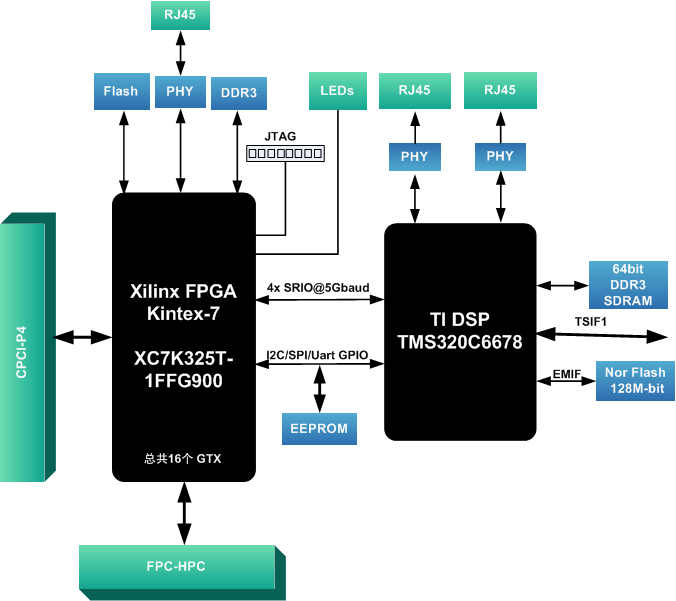 RJ45
Flash
PHY
DDR3
LEDs
RJ45
RJ45
JTAG
PHY
PHY
CPCI-P4
Xilinx FPGA
Kintex-7
XC7K325T-
1FFG900
总共16个 GTX
4x SRIO@5Gbaud
I2C/SPI/Uart GPIO
EEPROM
TI DSP
TMS320C6678
64bit
DDR3
SDRAM
TSIF1
EMIF
Nor Flash
128M-bit
FPC-HPC